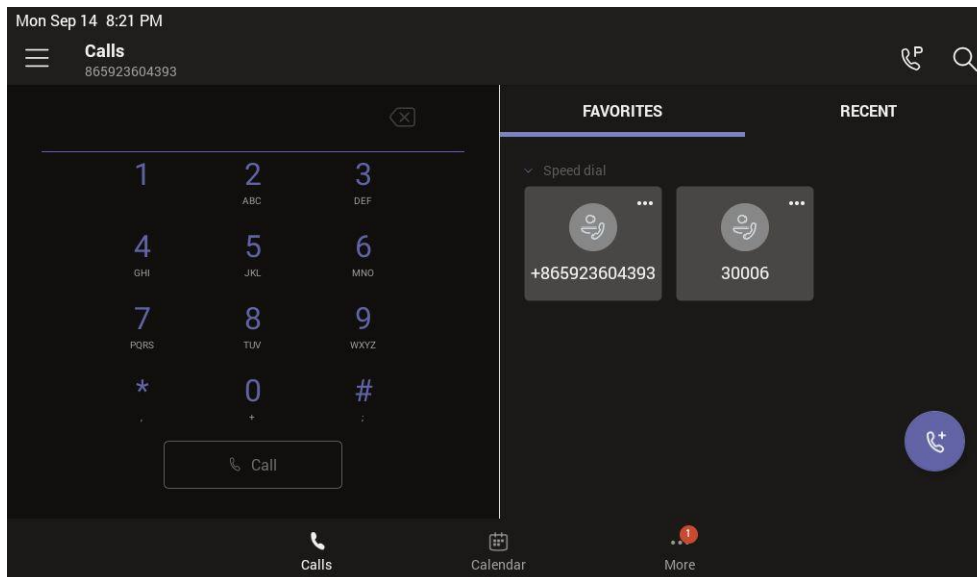 Mon Sep 14 8:21 PM
Calls
865923604393
P
FAVORITES
RECENT
1
2
ABC
3
DEF
4
GHI
5
JKL
6
MNO
7
PQRS
8
TUV
9
WXYZ
*
,
0
+
#
;
Call
Speed dial
+865923604393
30006
Calls
Calendar
1
More